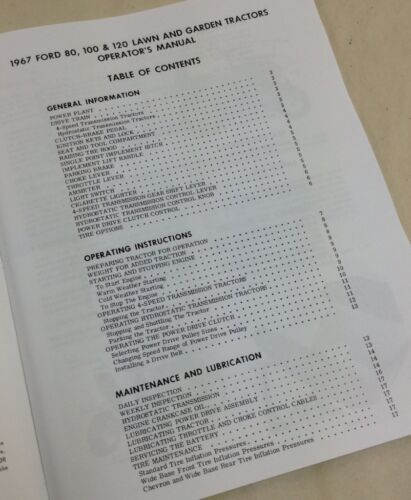 1967 FORD 80, 100 & 120 LAWN AND GARDEN TRACTORS
OPERATOR'S MANUAL
TABLE OF CONTENTS
GENERAL INFORMATION
POWER PLANT
DRIVE TRAIN
4-Speed Transmission Tractors
Hydrostatic Transmission Tractors
CLUTCH-BRAKE PEDAL
IGNITION KEYS AND LOCK
SEAT AND TOOL COMPARTMENT
RAISING THE HOOD
SINGLE POINT IMPLEMENT HITCH
IMPLEMENT LIFT HANDLE
PARKING BRAKE
CHOKE LEVER
THROTTLE LEVER
AMMETER
LIGHT SWITCH
CIGARETTE LIGHTER
4-SPEED TRANSMISSION GEAR SHIFT LEVER
HYDROSTATIC TRANSMISSION CONTROL LEVER
HYDROSTATIC TRANSMISSION CONTROL KNOB
POWER DRIVE CLUTCH CONTROL
TIRE OPTIONS
OPERATING INSTRUCTIONS
PREPARING TRACTOR FOR OPERATION
WEIGHT FOR ADDED TRACTION
STARTING AND STOPPING ENGINE
To Start Engine
Warm Weather Starting
Cold Weather Starting
To Stop The Engine
OPERATING 4-SPEED TRANSMISSION TRACTORS
Stopping the Tractor
OPERATING HYDROSTATIC TRANSMISSION TRACTORS
Stopping and Shuttling The Tractor
Parking the Tractor
OPERATING THE POWER DRIVE CLUTCH
Selecting Power Drive Pulley Sizes
Changing Speed Range of Power Drive Pulley
Installing a Drive Belt
MAINTENANCE AND LUBRICATION
DAILY INSPECTION
WEEKLY INSPECTION
HYDROSTATIC TRANSMISSION
ENGINE CRANKCASE OIL
LUBRICATING POWER DRIVE ASSEMBLY
LUBRICATING TRACTOR
LUBRICATING THROTTLE AND CHOKE CONTROL CABLES
SERVICING THE BATTERY
TIRE MAINTENANCE
Standard Tire Inflation Pressures
Wide Base Front Tire Inflation Pressures
Chevron and Wide Base Rear Tire Inflation Pressures